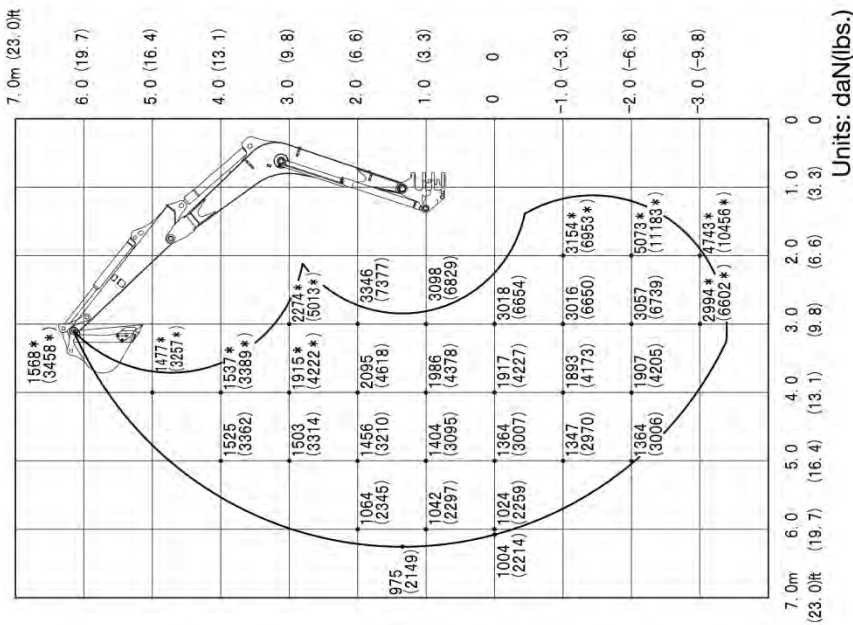 7.0m (23.0)ft
1568*
(3458*)
6.0 (19.7)
1477*
(3257*)
5.0 (16.4)
1525 1537*
(3362) (3389*)
4.0 (13.1)
1503 1915* 2274*
(3314) (4222*) (5013*)
3.0 (9.8)
1064 1456 2095 3346
(2345) (3210) (4618) (7377)
2.0 (6.6)
975
(2149)
1042 1404 1986 3098
(2297) (3095) (4378) (6829)
1.0 (3.3)
1004 1024 1364 1917 3018
(2214) (2259) (3007) (4227) (6654)
0 0
1347 1893 3016 3154*
(2970) (4173) (6650) (6953*)
-1.0 (-3.3)
1364 1907 3057 5073*
(3006) (4205) (6739) (11183*)
-2.0 (-6.6)
2994* 4743*
(6602*) (10456*)
-3.0 (-9.8)
7.0m 6.0 5.0 4.0 3.0 2.0 1.0 0
(23.0)ft (19.7) (16.4) (13.1) (9.8) (6.6) (3.3) 0
Units: daN(lbs.)